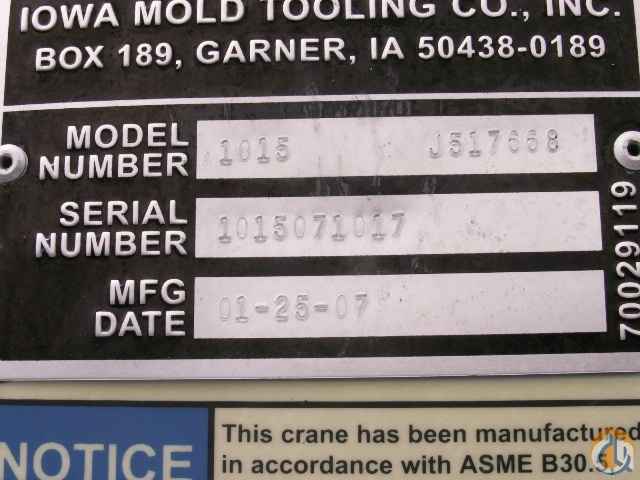 IOWA MOLD TOOLING CO., INC.
BOX 189, GARNER, IA 50438-0189
MODEL NUMBER 1015 J517668
SERIAL NUMBER 1015071017
MFG DATE 01-25-07
70029119
NOTICE
This crane has been manufactured
in accordance with ASME B30.5